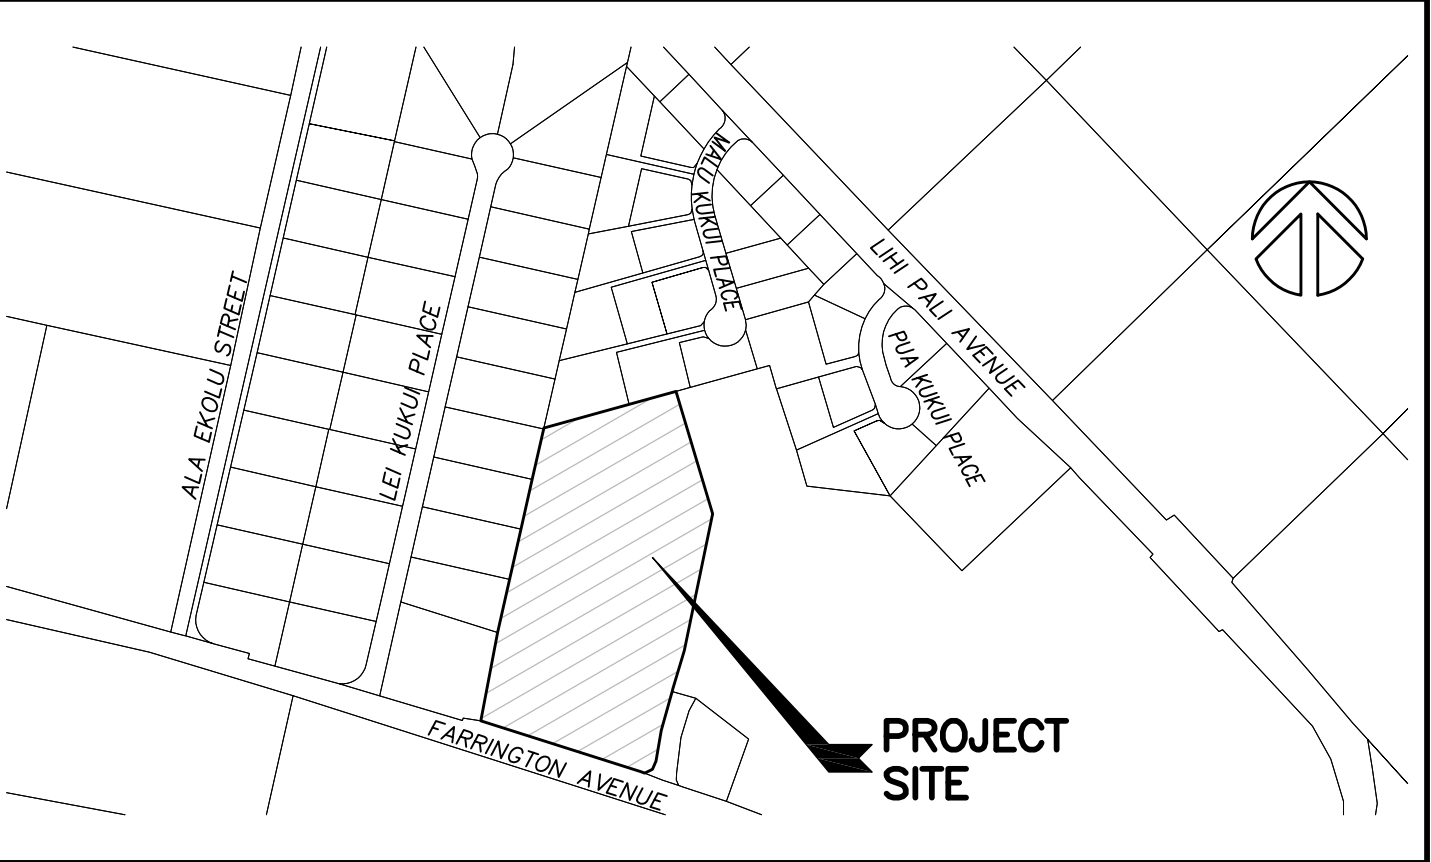 MALU KUKUI PLACE
LIHI PALI AVENUE
ALA EKOLU STREET
LEI KUKUI PLACE
PUA KUKUI PLACE
FARRINGTON AVENUE
PROJECT
SITE